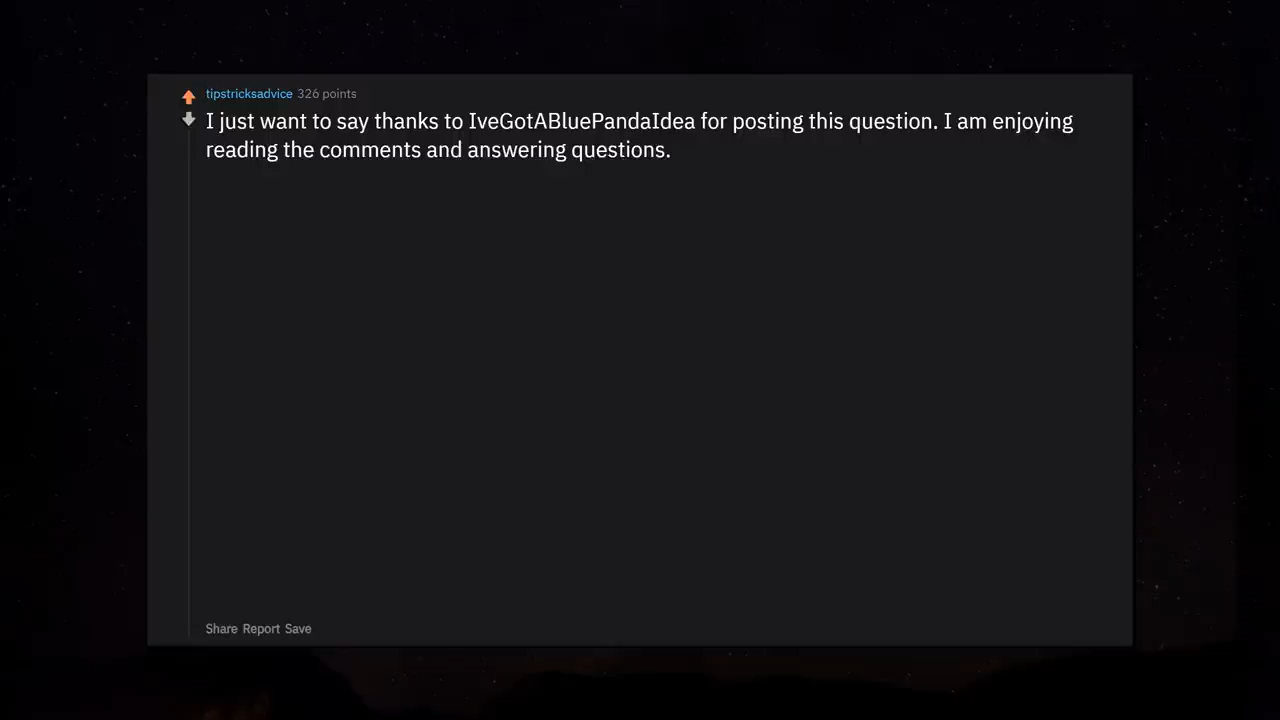 tipstricksadvice 326 points
I just want to say thanks to IveGotABluePandaIdea for posting this question. I am enjoying
reading the comments and answering questions.
Share Report Save